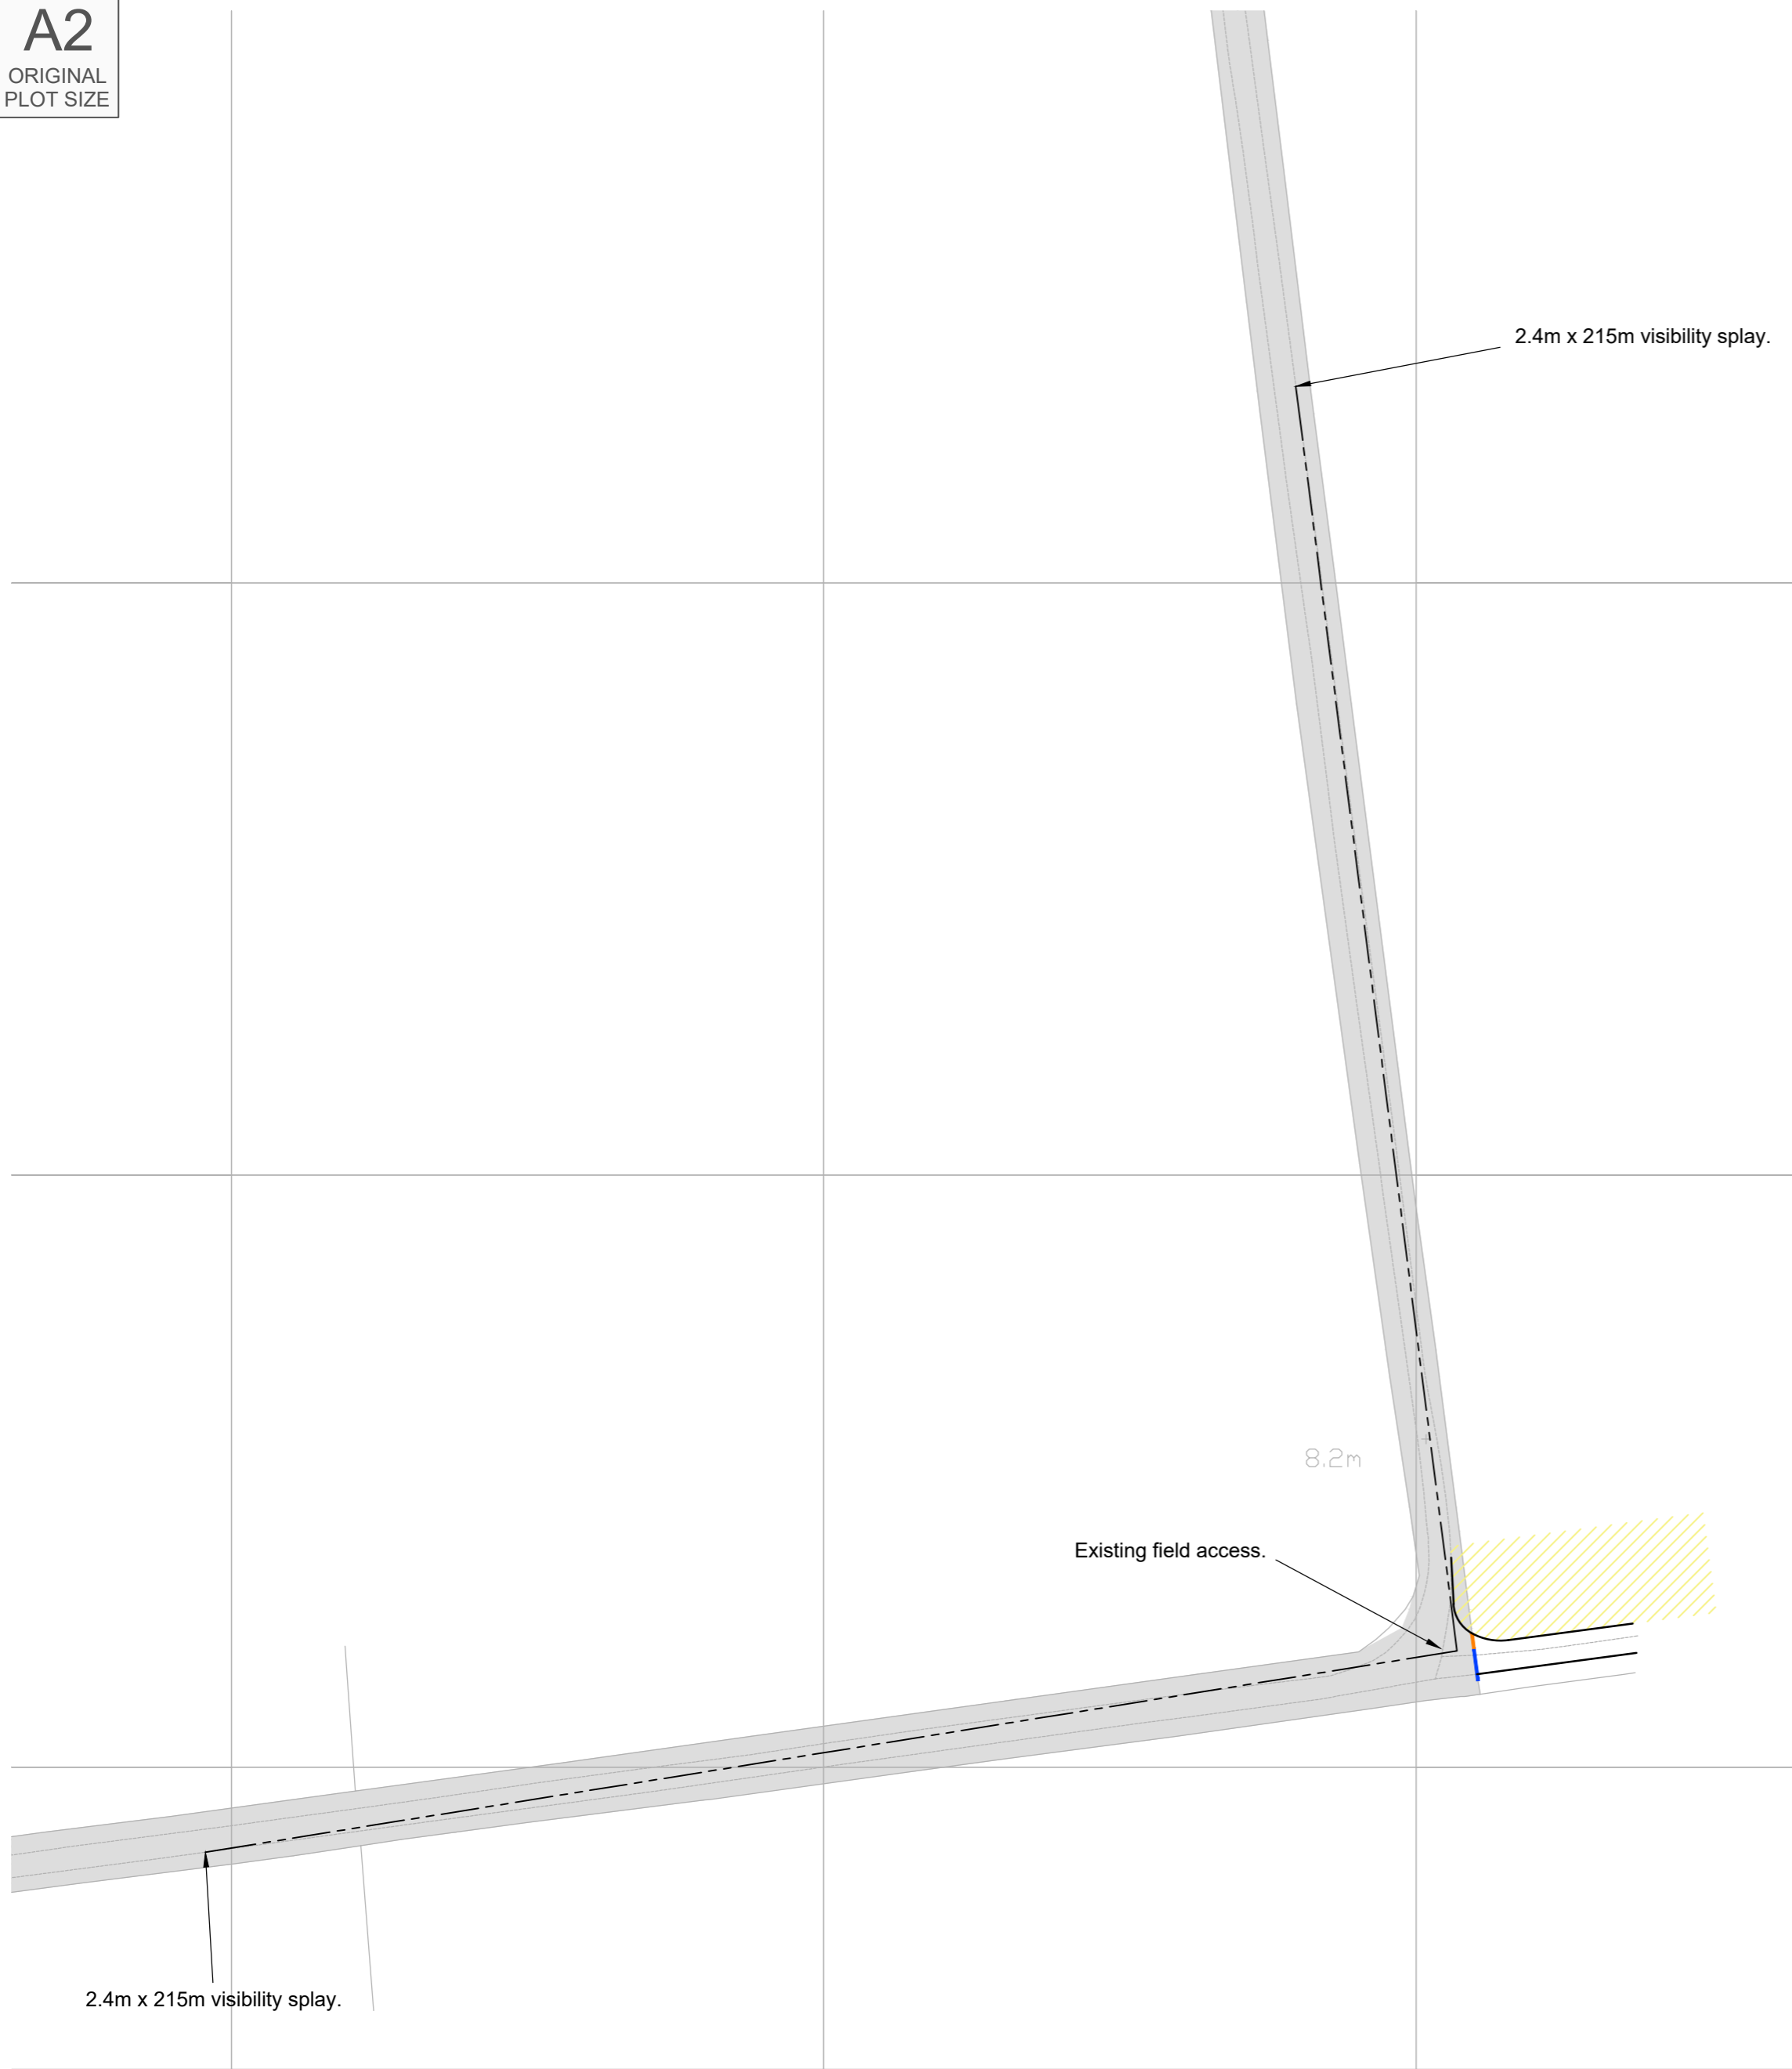 A2
ORIGINAL
PLOT SIZE
2.4m x 215m visibility splay.
8.2m
Existing field access.
2.4m x 215m visibility splay.